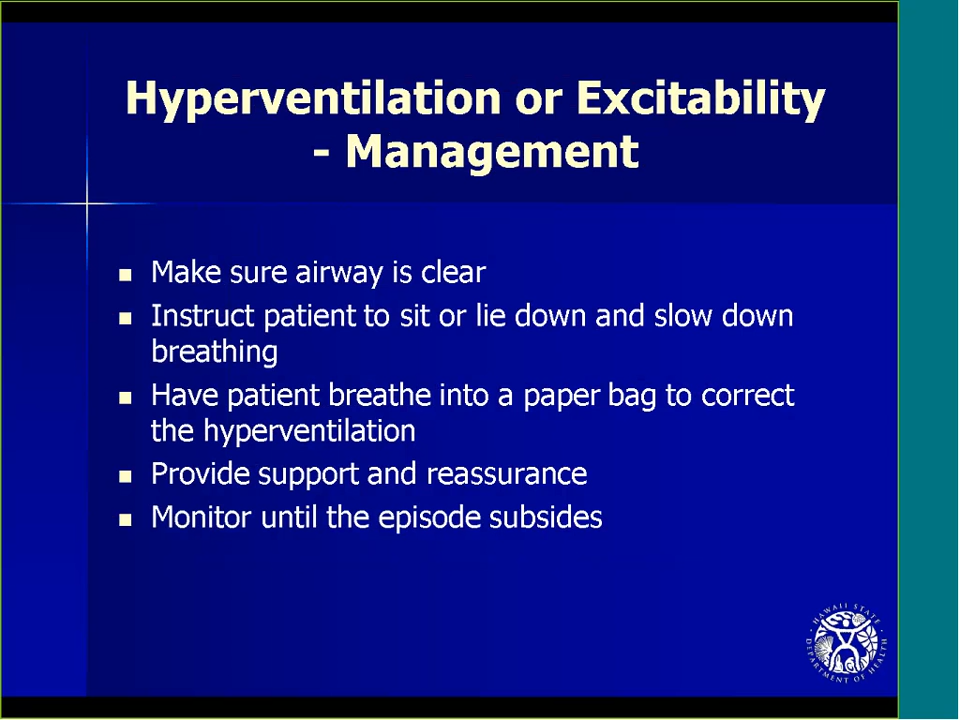 Hyperventilation or Excitability
- Management
Make sure airway is clear
Instruct patient to sit or lie down and slow down
breathing
Have patient breathe into a paper bag to correct
the hyperventilation
Provide support and reassurance
Monitor until the episode subsides
HAWAII STATE
DEPARTMENT OF HEALTH